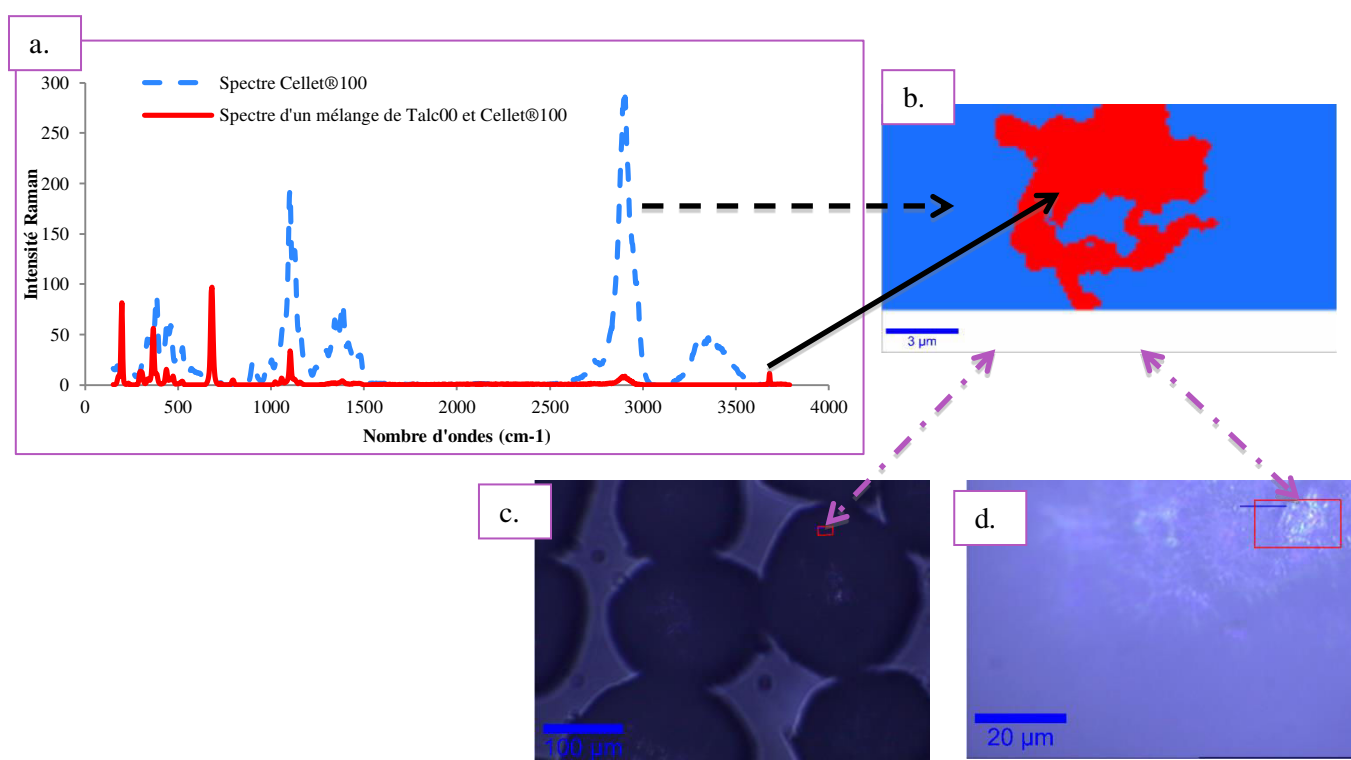 a.
Spectre Cellet®100
Spectre d'un mélange de Talc00 et Cellet®100
Intensité Raman
300
250
200
150
100
50
0
0 500 1000 1500 2000 2500 3000 3500 4000
Nombre d'ondes (cm-1)
b.
3 µm
c.
100 µm
d.
20 µm